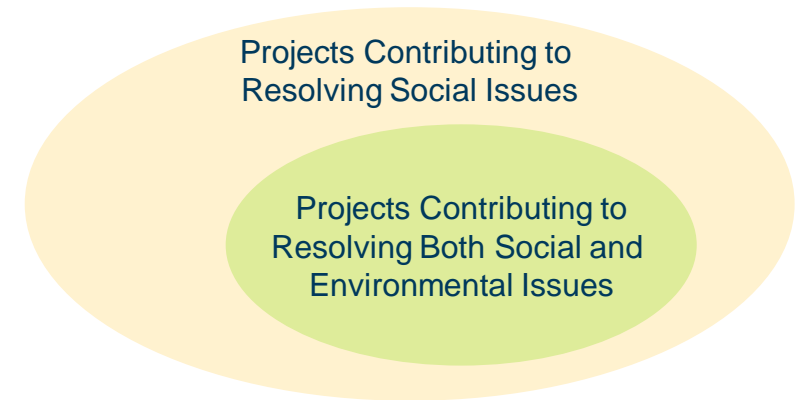 Projects Contributing to
Resolving Social Issues
Projects Contributing to
Resolving Both Social and
Environmental Issues